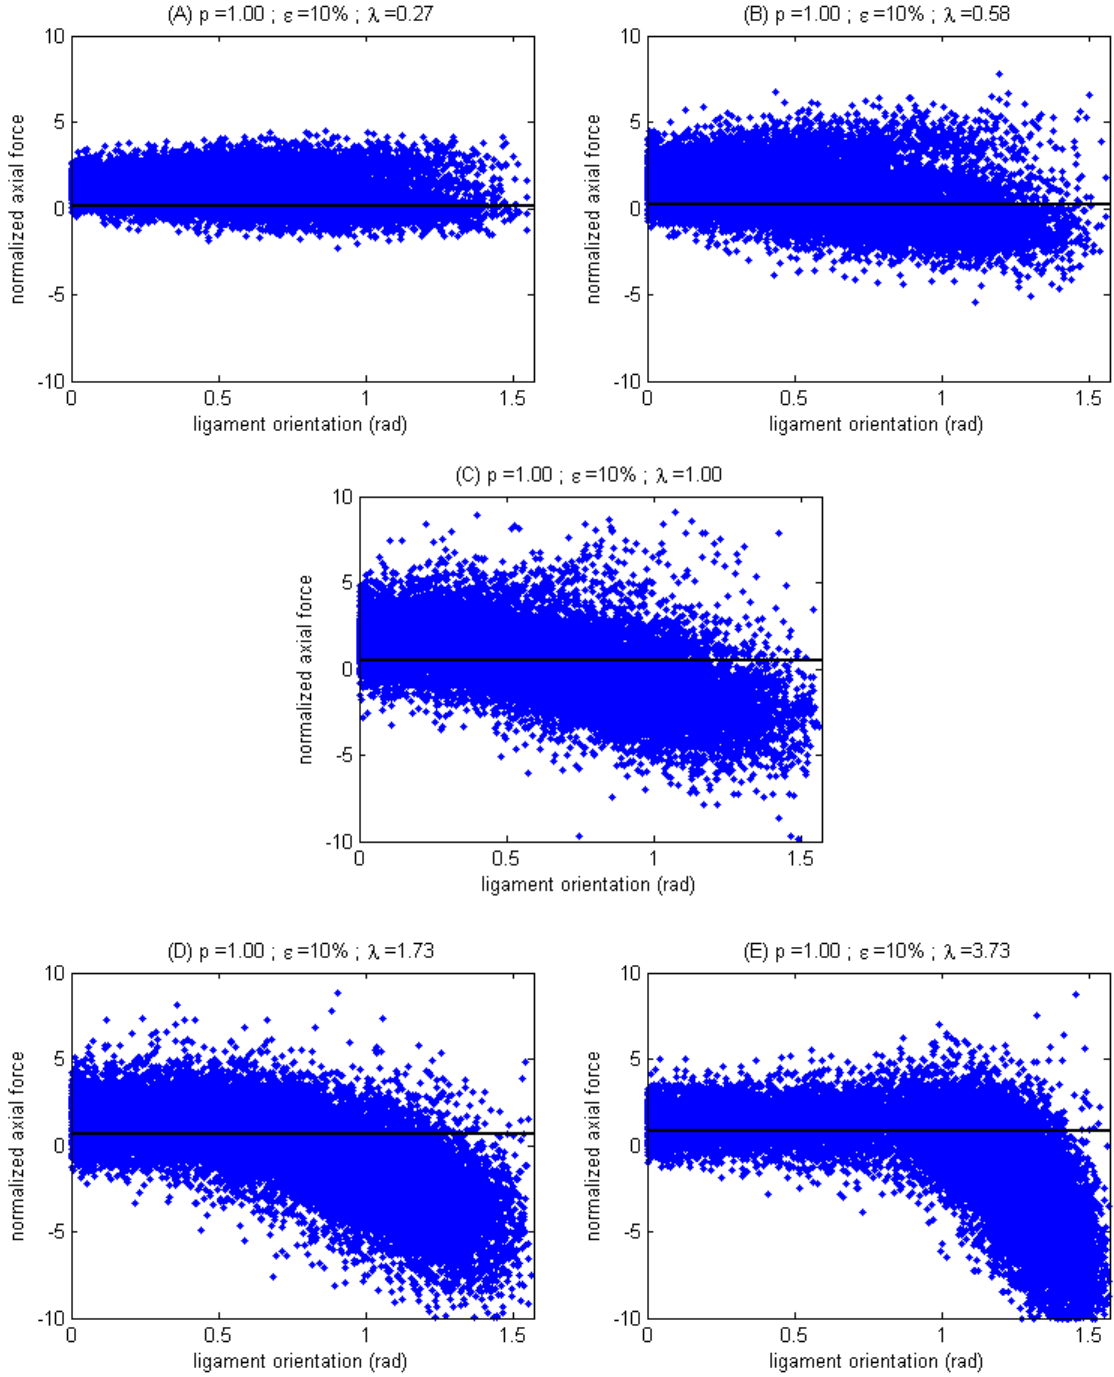 (A) p =1.00 ; ε=10% ; λ=0.27
10
5
0
-5
-10
normalized axial force
0 0.5 1 1.5
ligament orientation (rad)
(B) p =1.00 ; ε=10% ; λ=0.58
10
5
0
-5
-10
normalized axial force
0 0.5 1 1.5
ligament orientation (rad)
(C) p =1.00 ; ε=10% ; λ=1.00
10
5
0
-5
-10
normalized axial force
0 0.5 1 1.5
ligament orientation (rad)
(D) p =1.00 ; ε=10% ; λ=1.73
10
5
0
-5
-10
normalized axial force
0 0.5 1 1.5
ligament orientation (rad)
(E) p =1.00 ; ε=10% ; λ=3.73
10
5
0
-5
-10
normalized axial force
0 0.5 1 1.5
ligament orientation (rad)